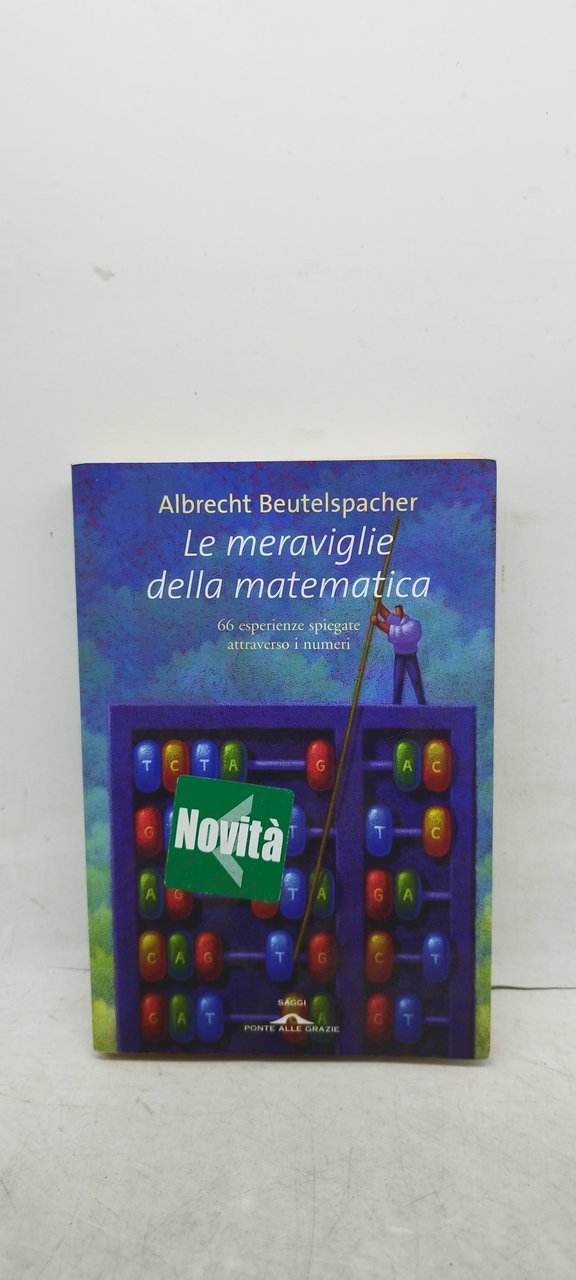 Albrecht Beutelspacher
Le meraviglie
della matematica
66 esperienze spiegate
attraverso i numeri
T C T A G A C
G T T C
Novità
A G T A G A
C A G T G C T
G A T A G T
SAGGI
PONTE ALLE GRAZIE